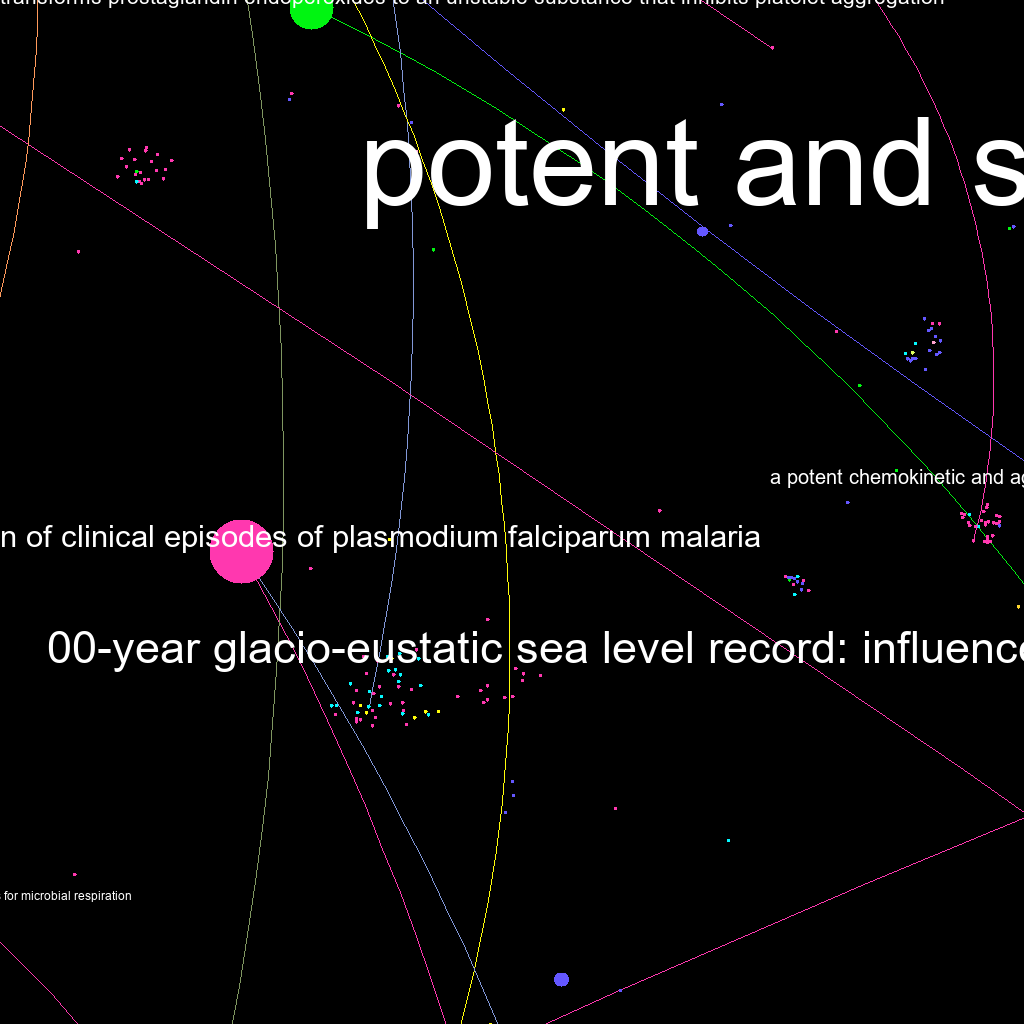 transforms prostaglandin endoperoxides to an unstable substance that inhibits platelet aggregation
potent and s
a potent chemokinetic and ag
n of clinical episodes of plasmodium falciparum malaria
00-year glacio-eustatic sea level record: influence
for microbial respiration